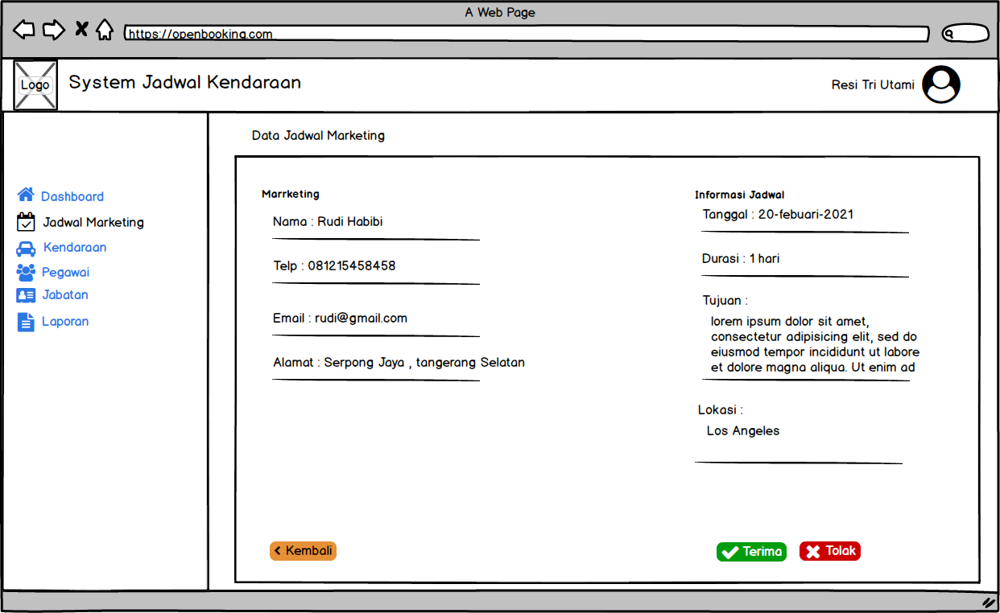 A Web Page
https://openbooking.com
Logo
System Jadwal Kendaraan
Resi Tri Utami
Data Jadwal Marketing
Dashboard
Jadwal Marketing
Kendaraan
Pegawai
Jabatan
Laporan
Marrketing
Nama : Rudi Habibi
Telp : 081215458458
Email : rudi@gmail.com
Alamat : Serpong Jaya , tangerang Selatan
Informasi Jadwal
Tanggal : 20-febuari-2021
Durasi : 1 hari
Tujuan :
lorem ipsum dolor sit amet,
consectetur adipisicing elit, sed do
eiusmod tempor incididunt ut labore
et dolore magna aliqua. Ut enim ad
Lokasi :
Los Angeles
Kembali
Terima
Tolak